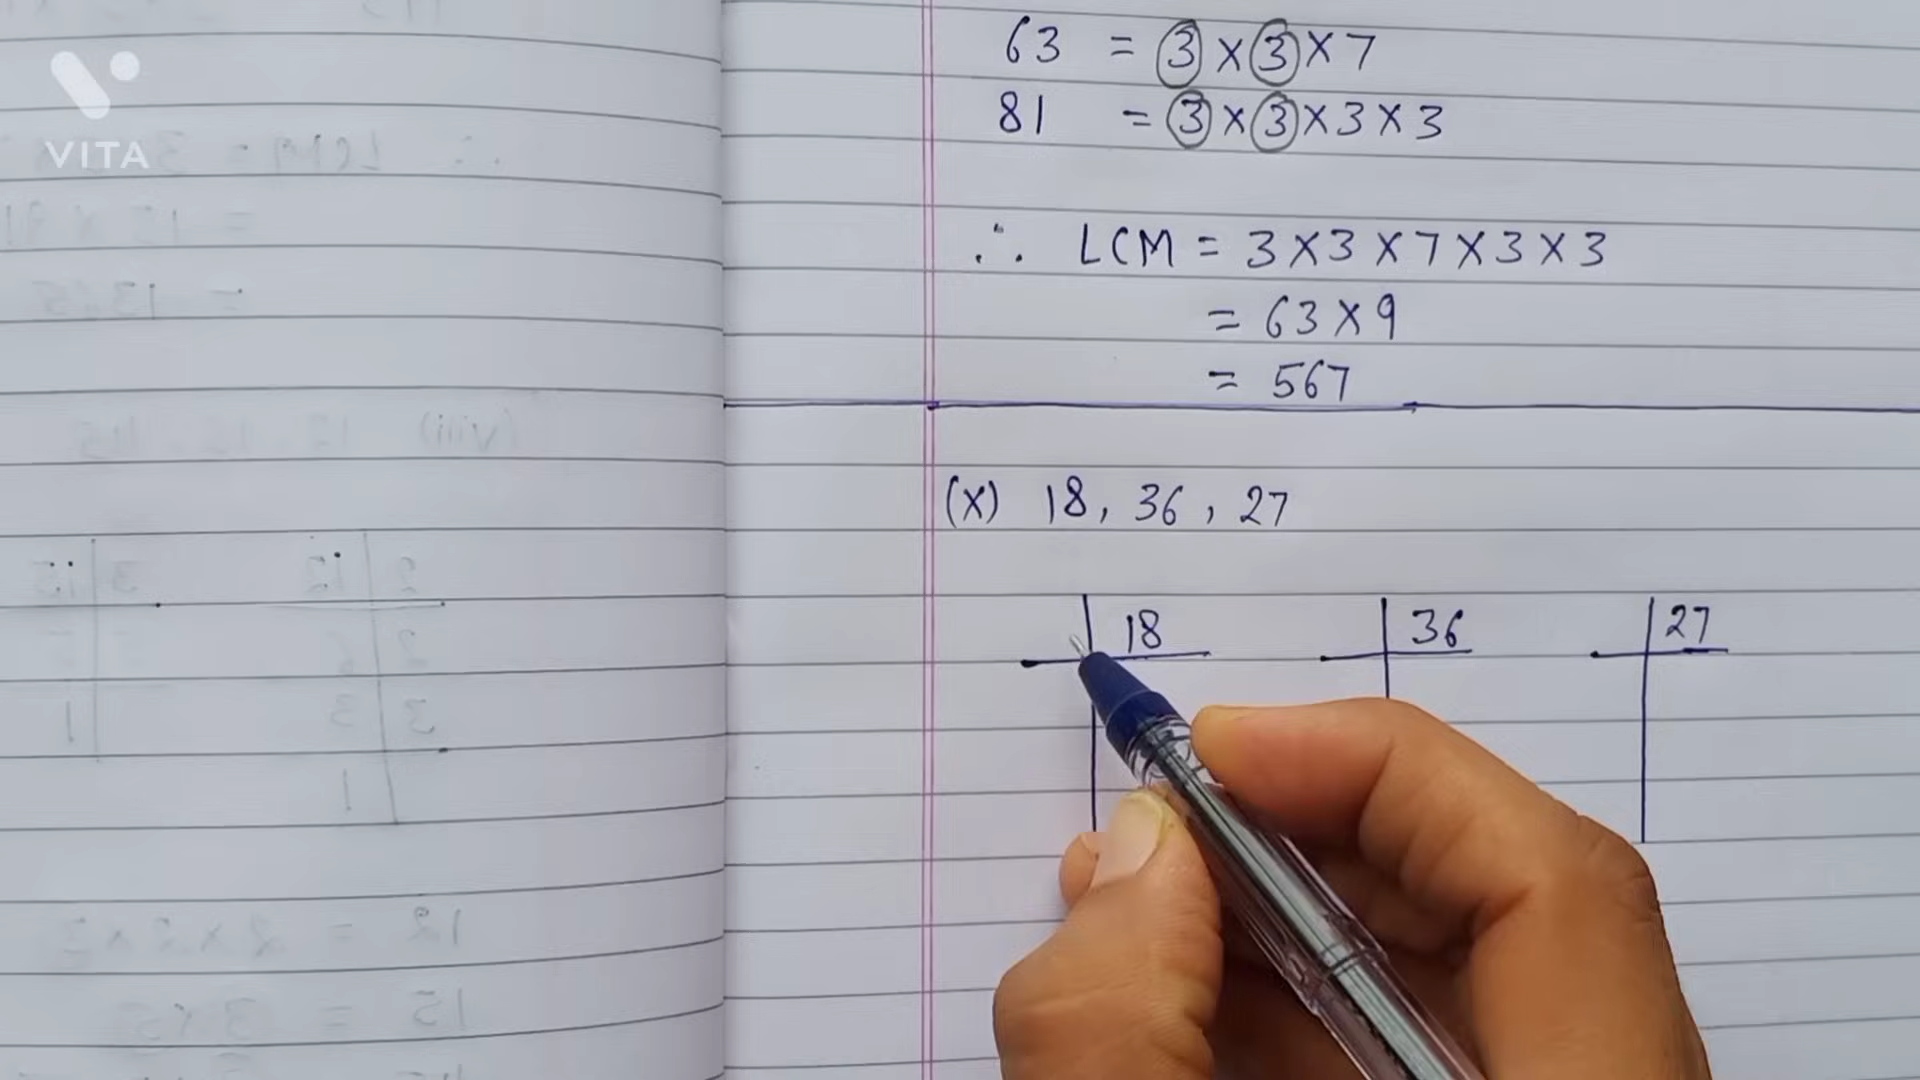 VITA
63 = 3 × 3 × 7
81 = 3 × 3 × 3 × 3
∴ LCM = 3 × 3 × 7 × 3 × 3
= 63 × 9
= 567
(x) 18, 36, 27
18 36 27